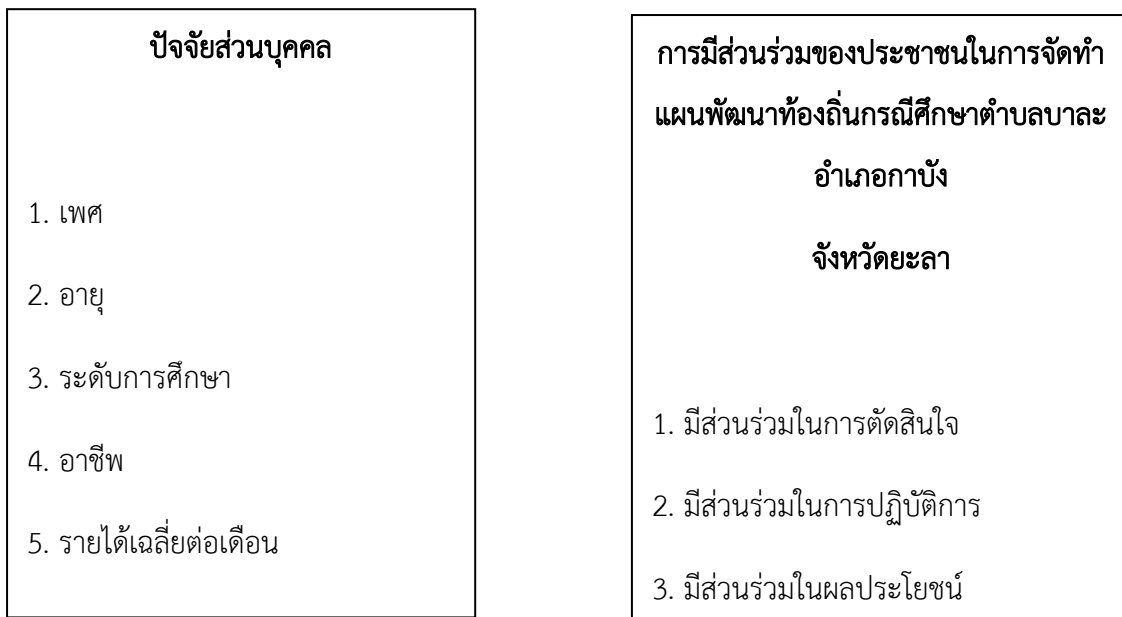 ปัจจัยส่วนบุคคล
1. เพศ
2. อายุ
3. ระดับการศึกษา
4. อาชีพ
5. รายได้เฉลี่ยต่อเดือน
การมีส่วนร่วมของประชาชนในการจัดทำ
แผนพัฒนาท้องถิ่นกรณีศึกษาตำบลบาละ
อำเภอกาบัง
จังหวัดยะลา
1. มีส่วนร่วมในการตัดสินใจ
2. มีส่วนร่วมในการปฏิบัติการ
3. มีส่วนร่วมในผลประโยชน์